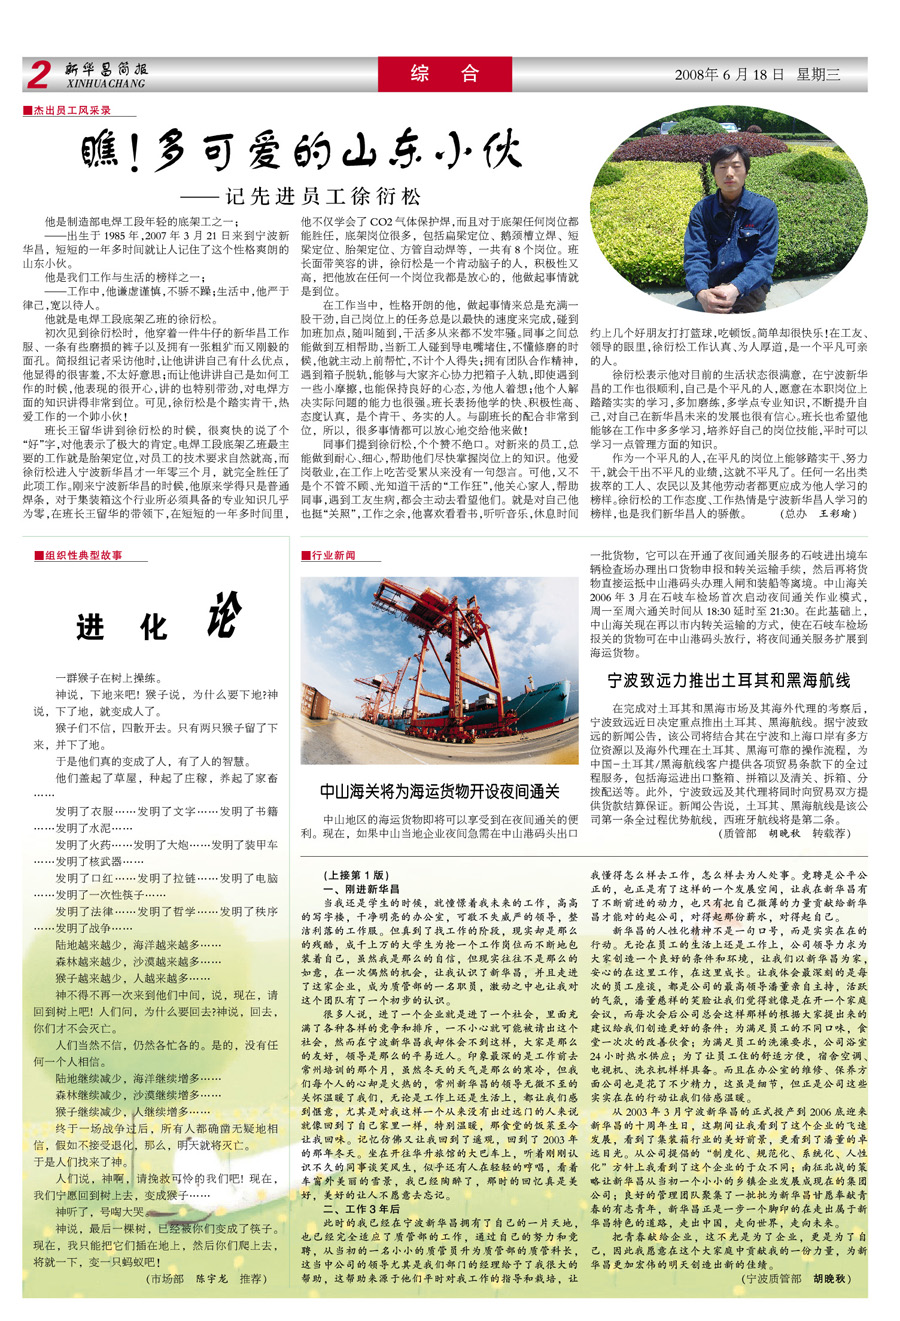 2
新华昌简报
XINHUACHANG
综 合
2008年6月18日 星期三
■杰出员工风采录
瞧!多可爱的山东小伙
——记先进员工徐衍松
他是制造部电焊工段年轻的底架工之一;
——出生于1985年,2007年3月21日来到宁波新
华昌,短短的一年多时间就让人记住了这个性格爽朗的
山东小伙。
他是我们工作与生活的榜样之一;
——工作中,他谦虚谨慎,不骄不躁;生活中,他严于
律己,宽以待人。
他就是电焊工段底架乙班的徐衍松。
初次见到徐衍松时,他穿着一件牛仔的新华昌工作
服、一条有些磨损的裤子以及拥有一张粗犷而又刚毅的
面孔。简报组记者采访他时,让他讲讲自己有什么优点,
他显得的很害羞,不太好意思;而让他讲讲自己是如何工
作的时候,他表现的很开心,讲的也特别带劲,对电焊方
面的知识讲得非常到位。可见,徐衍松是个踏实肯干,热
爱工作的一个帅小伙!
班长王留华讲到徐衍松的时候,很爽快的说了个
“好”字,对他表示了极大的肯定。电焊工段底架乙班最主
要的工作就是胎架定位,对员工的技术要求自然就高,而
徐衍松进入宁波新华昌才一年零三个月,就完全胜任了
此项工作。刚来宁波新华昌的时候,他原来学得只是普通
焊条,对于集装箱这个行业所必须具备的专业知识几乎
为零,在班长王留华的带领下,在短短的一年多时间里,
他不仅学会了CO2气体保护焊,而且对于底架任何岗位都
能胜任,底架岗位很多,包括扁梁定位、鹅颈槽立焊、短
梁定位、胎架定位、方管自动焊等,一共有8个岗位。班
长面带笑容的讲,徐衍松是一个肯动脑子的人,积极性又
高,把他放在任何一个岗位我都是放心的,他做起事情就
是到位。
在工作当中,性格开朗的他,做起事情来总是充满一
股干劲,自己岗位上的任务总是以最快的速度来完成,碰到
加班加点,随叫随到,干活多从来都不发牢骚。同事之间总
能做到互相帮助,当新工人碰到导电嘴堵住,不懂修磨的时
候,他就主动上前帮忙,不计个人得失;拥有团队合作精神,
遇到箱子脱轨,能够与大家齐心协力把箱子入轨,即使遇到
一些小摩擦,也能保持良好的心态,为他人着想;他个人解
决实际问题的能力也很强。班长表扬他学的快、积极性高、
态度认真,是个肯干、务实的人。与副班长的配合非常到
位,所以,很多事情都可以放心地交给他来做!
同事们提到徐衍松,个个赞不绝口。对新来的员工,总
能做到耐心、细心,帮助他们尽快掌握岗位上的知识。他爱
岗敬业,在工作上吃苦受累从来没有一句怨言。可他,又不
是个不管不顾、光知道干活的“工作狂”,他关心家人,帮助
同事,遇到工友生病,都会主动去看望他们。就是对自己他
也挺“关照”,工作之余,他喜欢看看书,听听音乐,休息时间
约上几个好朋友打打篮球,吃顿饭。简单却很快乐!在工友、
领导的眼里,徐衍松工作认真、为人厚道,是一个平凡可亲
的人。
徐衍松表示他对目前的生活状态很满意,在宁波新华
昌的工作也很顺利,自己是个平凡的人,愿意在本职岗位上
踏踏实实的学习,多加磨练,多学点专业知识,不断提升自
己,对自己在新华昌未来的发展也很有信心。班长也希望他
能够在工作中多多学习,培养好自己的岗位技能,平时可以
学习一点管理方面的知识。
作为一个平凡的人,在平凡的岗位上能够踏实干、努力
干,就会干出不平凡的业绩,这就不平凡了。任何一名出类
拔萃的工人、农民以及其他劳动者都更应成为他人学习的
榜样。徐衍松的工作态度、工作热情是宁波新华昌人学习的
榜样,也是我们新华昌人的骄傲。 (总办 王彩瑜)
■组织性典型故事
进化论
一群猴子在树上操练。
神说,下地来吧!猴子说,为什么要下地?神
说,下了地,就变成人了。
猴子们不信,四散开去。只有两只猴子留了下
来,并下了地。
于是他们真的变成了人,有了人的智慧。
他们盖起了草屋,种起了庄稼,养起了家畜
……
发明了衣服……发明了文字……发明了书籍
……发明了水泥……
发明了火药……发明了大炮……发明了装甲车
……发明了核武器……
发明了口红……发明了拉链……发明了电脑
……发明了一次性筷子……
发明了法律……发明了哲学……发明了秩序
……发明了战争……
陆地越来越少,海洋越来越多……
森林越来越少,沙漠越来越多……
猴子越来越少,人越来越多……
神不得不再一次来到他们中间,说,现在,请
回到树上吧!人们问,为什么要回去?神说,回去,
你们才不会灭亡。
人们当然不信,仍然各忙各的。是的,没有任
何一个人相信。
陆地继续减少,海洋继续增多……
森林继续减少,沙漠继续增多……
猴子继续减少,人继续增多……
终于一场战争过后,所有人都确凿无疑地相
信,假如不接受退化,那么,明天就将灭亡。
于是人们找来了神。
人们说,神啊,请挽救可怜的我们吧!现在,
我们宁愿回到树上去,变成猴子……
神听了,号啕大哭……
神说,最后一棵树,已经被你们变成了筷子。
现在,我只能把它们插在地上,然后你们爬上去,
将就一下,变一只蚂蚁吧!
(市场部 陈宇龙 推荐)
■行业新闻
中山海关将为海运货物开设夜间通关
中山地区的海运货物即将可以享受到在夜间通关的便
利。现在,如果中山当地企业夜间急需在中山港码头出口
一批货物,它可以在开通了夜间通关服务的石岐进出境车
辆检查场办理出口货物申报和转关运输手续,然后再将货
物直接运抵中山港码头办理入闸和装船等离境。中山海关
2006年3月在石岐车检场首次启动夜间通关作业模式,
周一至周六通关时间从18:30延时至21:30。在此基础上,
中山海关现在再以市内转关运输的方式,使在石岐车检场
报关的货物可在中山港码头放行,将夜间通关服务扩展到
海运货物。
宁波致远力推出土耳其和黑海航线
在完成对土耳其和黑海市场及其海外代理的考察后,
宁波致远近日决定重点推出土耳其、黑海航线。据宁波致
远的新闻公告,该公司将结合其在宁波和上海口岸有多方
位资源以及海外代理在土耳其、黑海可靠的操作流程,为
中国-土耳其/黑海航线客户提供各项贸易条款下的全过
程服务,包括海运进出口整箱、拼箱以及清关、拆箱、分
拨配送等。此外,宁波致远及其代理将同时向贸易双方提
供货款结算保证。新闻公告说,土耳其、黑海航线是该公
司第一条全过程优势航线,西班牙航线将是第二条。
(质管部 胡晚秋 转载荐)
(上接第1版)
一、刚进新华昌
当我还是学生的时候,就憧憬着我未来的工作,高高
的写字楼,干净明亮的办公室,可敬不失威严的领导,整
洁利落的工作服。但真到了找工作的阶段,现实却是那么
的残酷,成千上万的大学生为抢一个工作岗位而不断地包
装着自己,虽然我是那么的自信,但现实往往不是那么的
如意,在一次偶然的机会,让我认识了新华昌,并且走进
了这家企业,成为质管部的一名职员,激动之中也让我对
这个团队有了一个初步的认识。
很多人说,进了一个企业就是进了一个社会,里面充
满了各种各样的竞争和排斥,一不小心就可能被请出这个
社会,然而在宁波新华昌我却体会不到这样,大家是那么
的友好,领导是那么的平易近人。印象最深的是工作前去
常州培训的那个月,虽然冬天的天气是那么的寒冷,但我
们每个人的心却是火热的,常州新华昌的领导无微不至的
关怀温暖了我们,无论是工作上还是生活上,都让我们感
到惬意,尤其是对我这样一个从来没有出过远门的人来说
就像回到了自己家里一样,特别温暖,那食堂的饭菜至今
让我回味。记忆仿佛又让我回到了遥观,回到了2003年
的那年冬天。坐在开往华升旅馆的大巴车上,听着刚刚认
识不久的同事谈笑风生,似乎还有人在轻轻的哼唱,看着
车窗外美丽的雪景,我已经陶醉了,那时的回忆真是美
好,美好的让人不愿意去忘记。
二、工作3年后
此时的我已经在宁波新华昌拥有了自己的一片天地,
也已经完全适应了质管部的工作,通过自己的努力和竞
聘,从当初的一名小小的质管员升为质管部的质管科长,
这当中公司的领导尤其是我们部门的经理给予了我很大的
帮助,这帮助来源于他们平时对我工作的指导和栽培,让
我懂得怎么样去工作,怎么样去为人处事。竞聘是公平公
正的,也正是有了这样的一个发展空间,让我在新华昌有
了不断前进的动力,也只有把自己微薄的力量贡献给新华
昌才能对的起公司,对得起那份薪水,对得起自己。
新华昌的人性化精神不是一句口号,而是实实在在的
行动。无论在员工的生活上还是工作上,公司领导力求为
大家创造一个良好的条件和环境,让我们以新华昌为家,
安心的在这里工作,在这里成长。让我体会最深刻的是每
次的员工座谈,都是公司的最高领导潘董亲自主持,活跃
的气氛,潘董慈祥的笑脸让我们觉得就像是在开一个家庭
会议,而每次会后公司总会这样那样的根据大家提出来的
建议给我们创造更好的条件:为满足员工的不同口味,食
堂一次次的改善伙食;为满足员工的洗澡要求,公司浴室
24小时热水供应;为了让员工住的舒适方便,宿舍空调、
电视机、洗衣机样样具备。而且在办公室的维修、保养方
面公司也是花了不少精力,这虽是细节,但正是公司这些
实实在在的行动让我们倍感温暖。
从2003年3月宁波新华昌的正式投产到2006底迎来
新华昌的十周年生日,这期间让我看到了这个企业的飞速
发展,看到了集装箱行业的美好前景,更看到了潘董的卓
远目光。从公司提倡的“制度化、规范化、系统化、人性
化”方针上我看到了这个企业的于众不同;南征北战的策
略让新华昌从当初一个小小的乡镇企业发展成现在的集团
公司;良好的管理团队聚集了一批批为新华昌甘愿奉献青
春的有志青年,新华昌正是一步一个脚印的在走出属于新
华昌特色的道路,走出中国,走向世界,走向未来。
把青春献给企业,这不光是为了企业,更是为了自
己,因此我愿意在这个大家庭中贡献我的一份力量,为新
华昌更加宏伟的明天创造出新的佳绩。
(宁波质管部 胡晚秋)